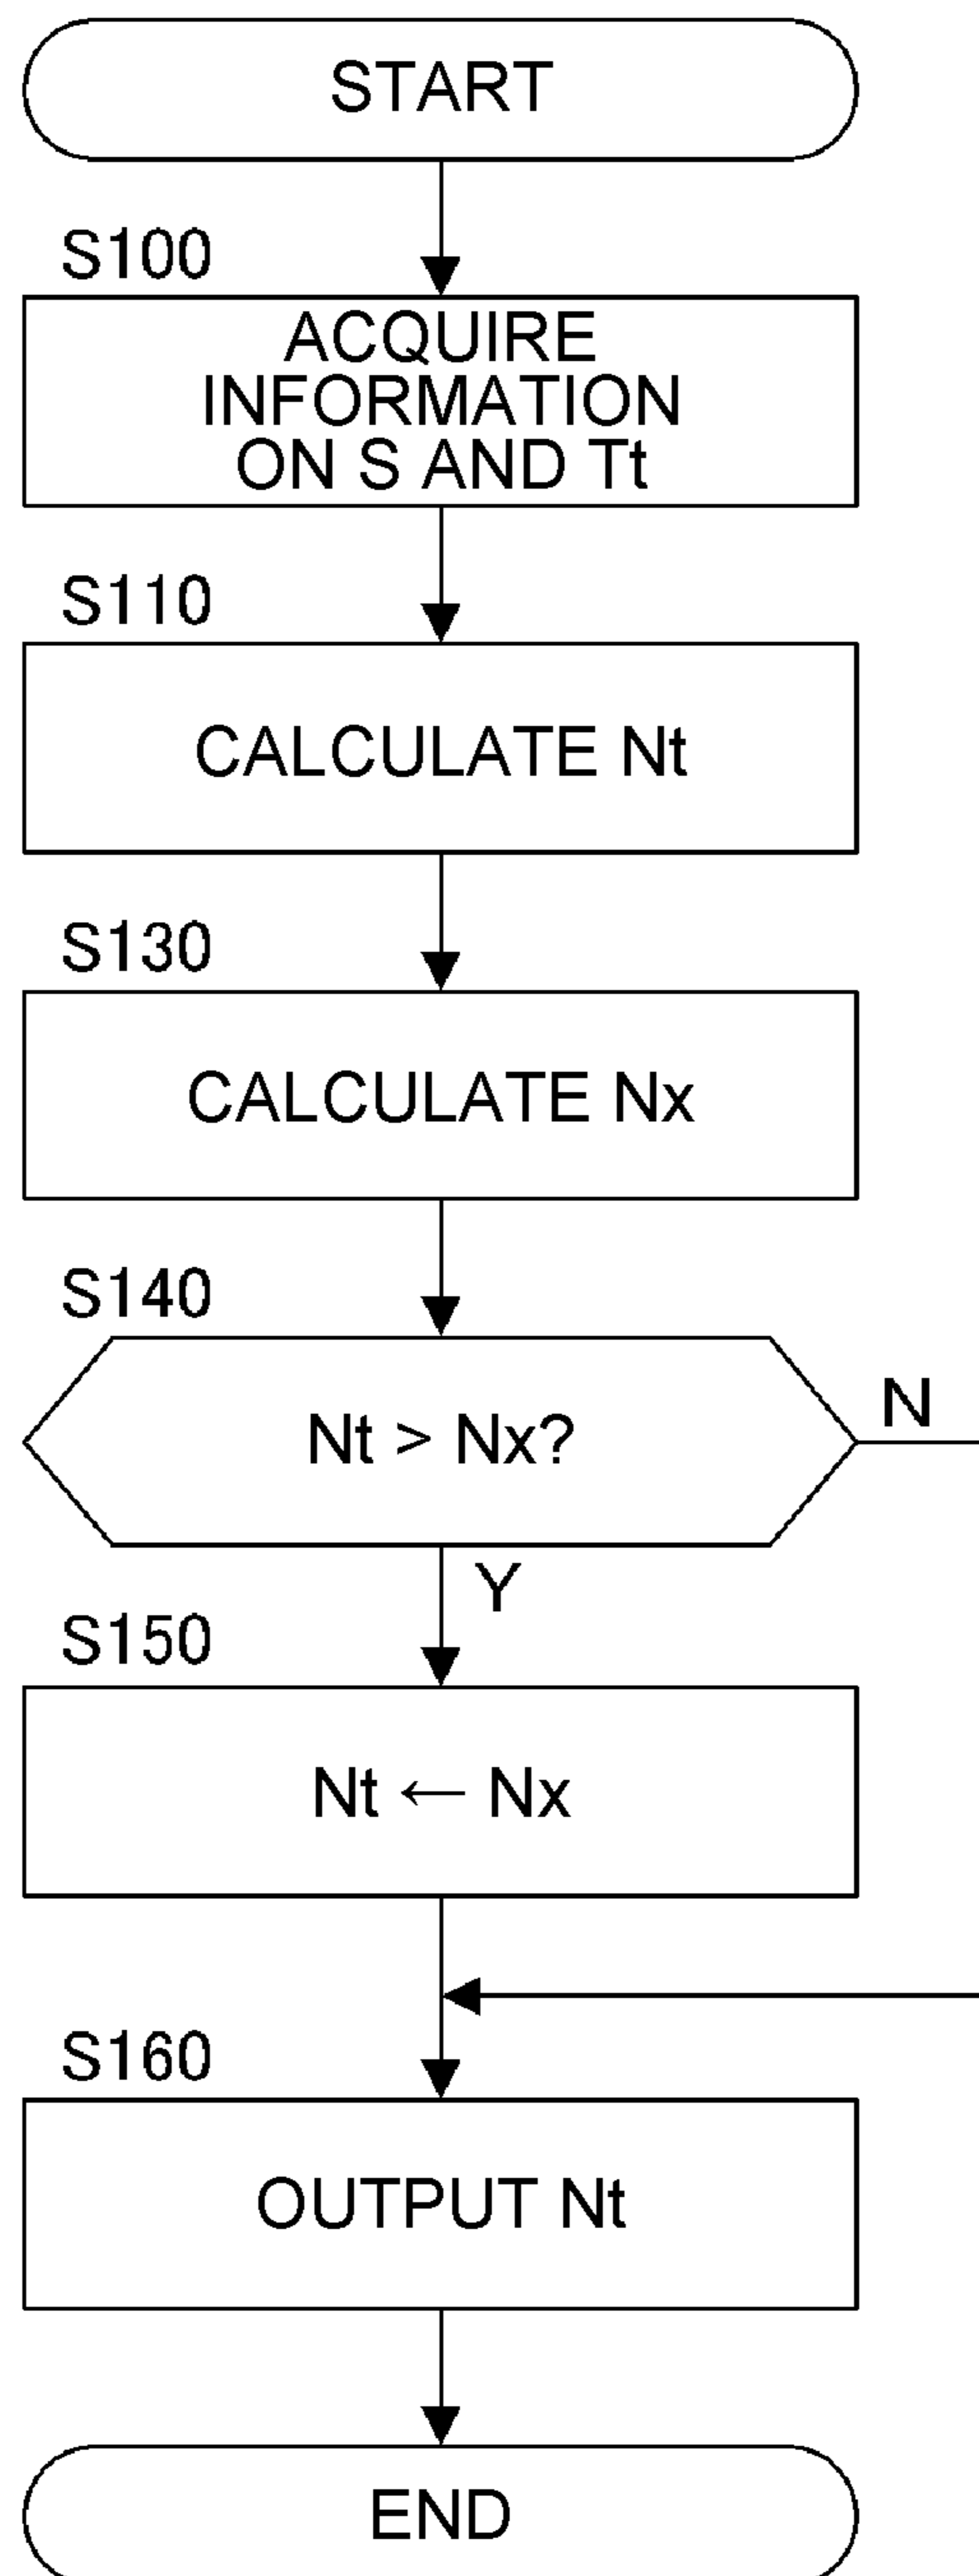 START
S100
ACQUIRE
INFORMATION
ON S AND Tt
S110
CALCULATE Nt
S130
CALCULATE Nx
S140
Nt > Nx?
N
Y
S150
Nt ← Nx
S160
OUTPUT Nt
END